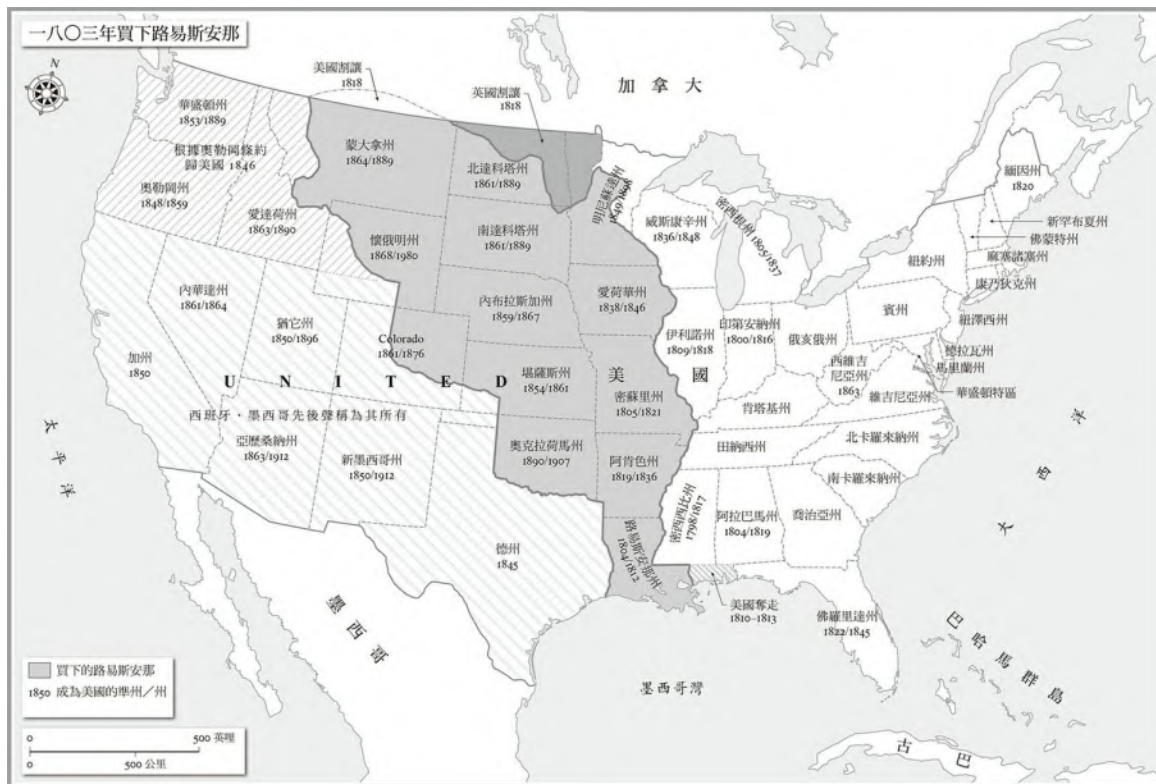 一八〇三年買下路易斯安那
N
美國割讓
1818
英國割讓
1818
加拿大
華盛頓州
1853/1889
根據奧勒岡條約
歸美國 1846
奧勒岡州
1848/1859
愛達荷州
1863/1890
蒙大拿州
1864/1889
北達科塔州
1861/1889
明尼蘇達州
1849/1898
南達科塔州
1861/1889
懷俄明州
1868/1980
威斯康辛州
1836/1848
密西根州 1805/1837
緬因州
1820
新罕布夏州
佛蒙特州
紐約州
麻塞諸塞州
康乃狄克州
內華達州
1861/1864
猶它州
1850/1896
內布拉斯加州
1859/1867
愛荷華州
1838/1846
賓州
紐澤西州
加州
1850
Colorado
1861/1876
堪薩斯州
1854/1861
伊利諾州
1809/1818
印第安納州
1800/1816
俄亥俄州
西維吉
尼亞州
1863
德拉瓦州
馬里蘭州
華盛頓特區
維吉尼亞州
UNITED
美國
密蘇里州
1805/1821
肯塔基州
西班牙、墨西哥先後聲稱為其所有
亞歷桑納州
1863/1912
新墨西哥州
1850/1912
奧克拉荷馬州
1890/1907
阿肯色州
1819/1836
田納西州
北卡羅來納州
南卡羅來納州
密西西比州
1798/1817
阿拉巴馬州
1804/1819
喬治亞州
德州
1845
路易斯安那州
1804/1812
美國奪走
1810–1813
佛羅里達州
1822/1845
太平洋
大西洋
墨西哥
墨西哥灣
巴哈馬群島
古巴
買下的路易斯安那
1850 成為美國的準州／州
0 500 英哩
0 500 公里